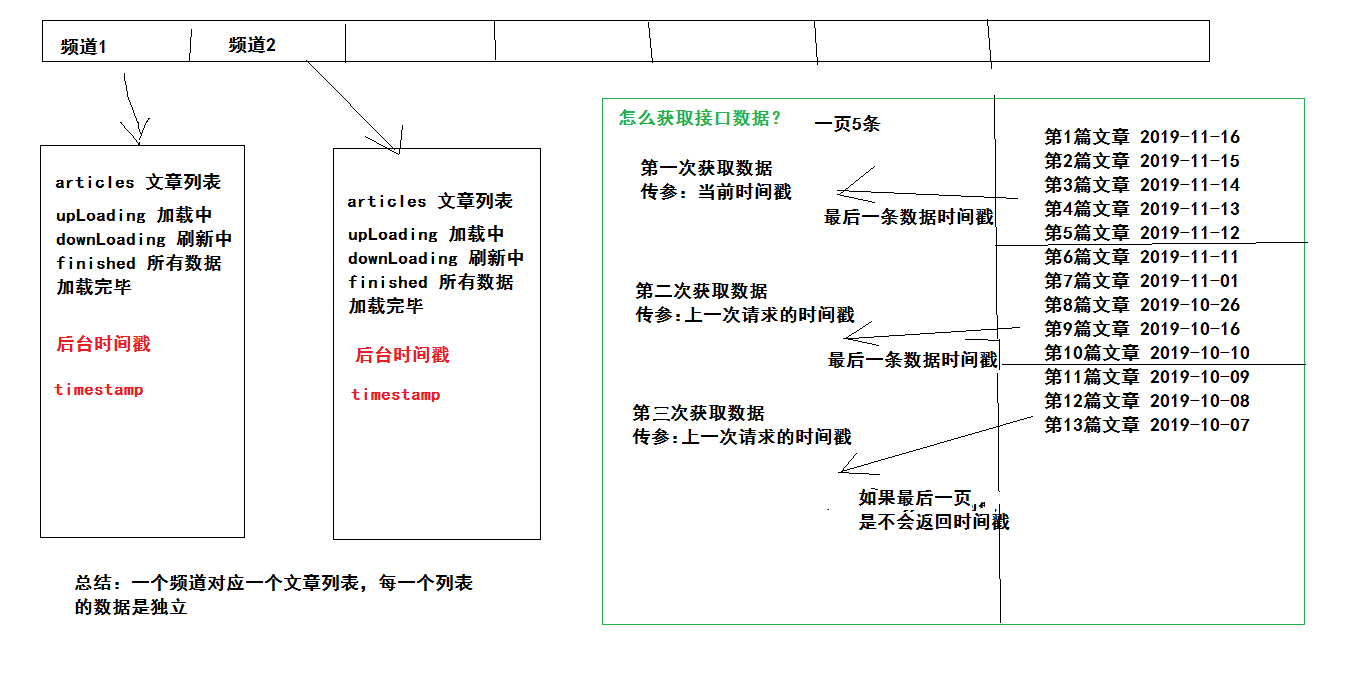 频道1
频道2
articles 文章列表
upLoading 加载中
downLoading 刷新中
finished 所有数据
加载完毕
后台时间戳
timestamp
articles 文章列表
upLoading 加载中
downLoading 刷新中
finished 所有数据
加载完毕
后台时间戳
timestamp
总结：一个频道对应一个文章列表，每一个列表
的数据是独立
怎么获取接口数据？
一页5条
第一次获取数据
传参：当前时间戳
最后一条数据时间戳
第二次获取数据
传参：上一次请求的时间戳
最后一条数据时间戳
第三次获取数据
传参：上一次请求的时间戳
如果最后一页
是不会返回时间戳
第1篇文章 2019-11-16
第2篇文章 2019-11-15
第3篇文章 2019-11-14
第4篇文章 2019-11-13
第5篇文章 2019-11-12
第6篇文章 2019-11-11
第7篇文章 2019-11-01
第8篇文章 2019-10-26
第9篇文章 2019-10-16
第10篇文章 2019-10-10
第11篇文章 2019-10-09
第12篇文章 2019-10-08
第13篇文章 2019-10-07